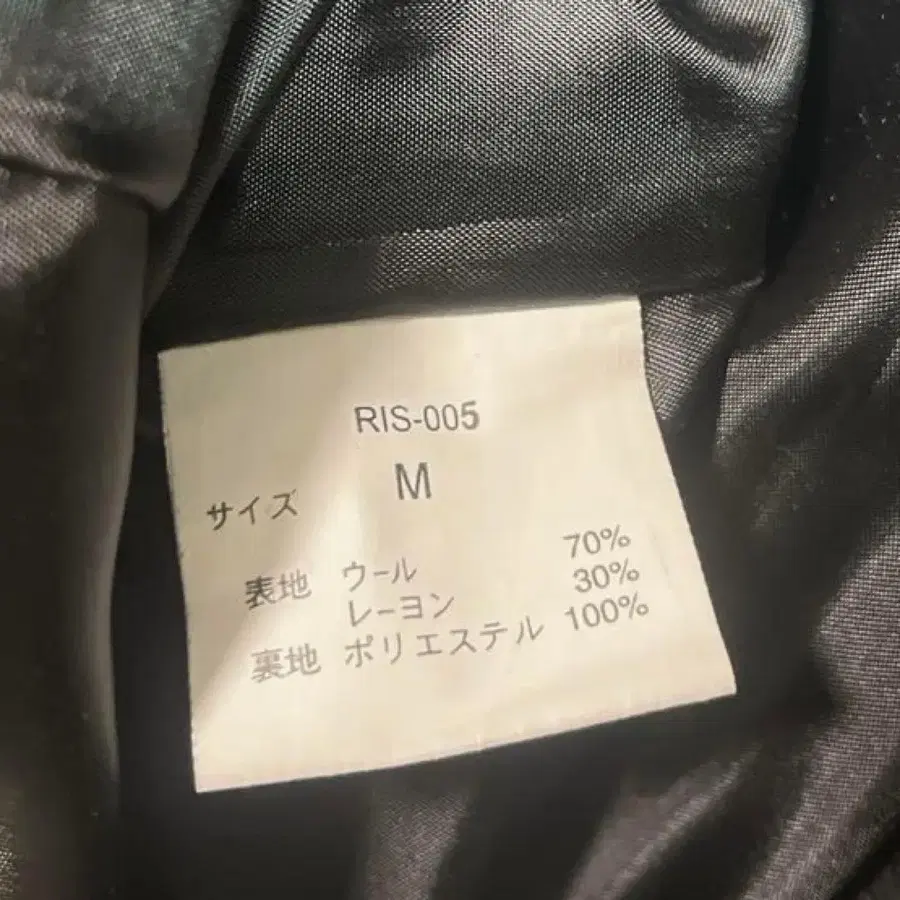 RIS-005
サイズ M
表地 ウール 70%
レーヨン 30%
裏地 ポリエステル 100%